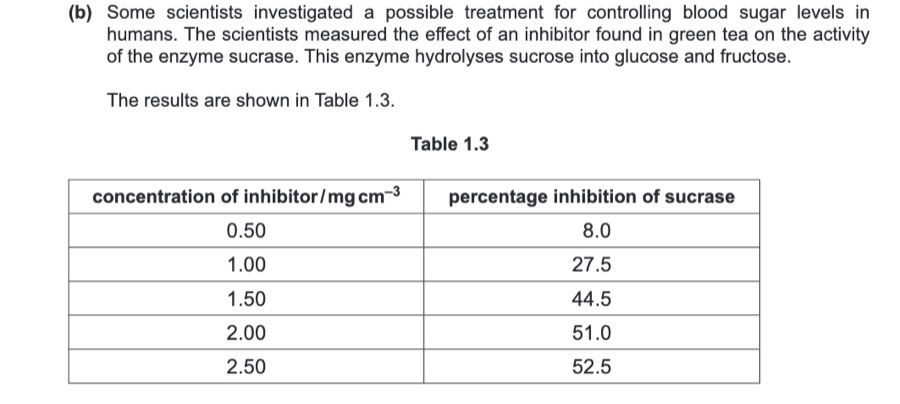 (b) Some scientists investigated a possible treatment for controlling blood sugar levels in
humans. The scientists measured the effect of an inhibitor found in green tea on the activity
of the enzyme sucrase. This enzyme hydrolyses sucrose into glucose and fructose.
The results are shown in Table 1.3.
Table 1.3
concentration of inhibitor/mg cm⁻³ percentage inhibition of sucrase
0.50 8.0
1.00 27.5
1.50 44.5
2.00 51.0
2.50 52.5